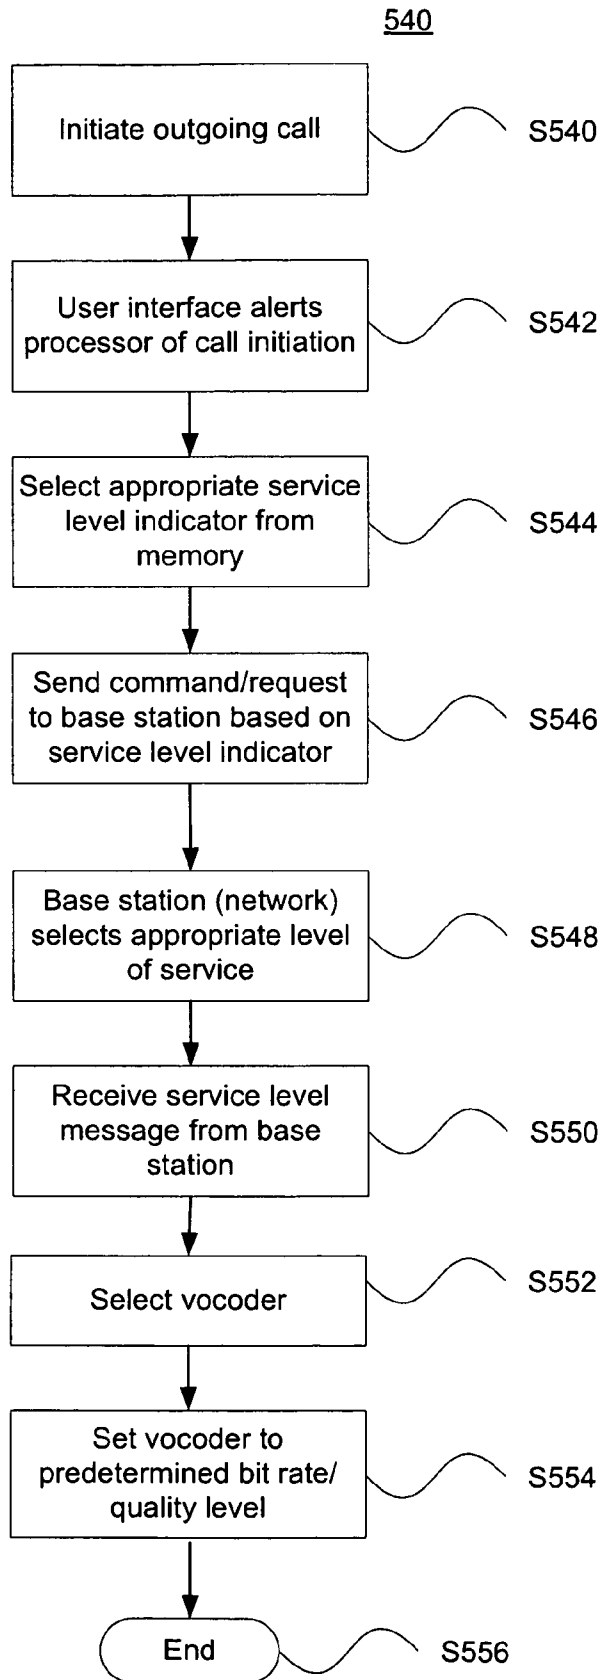 540
Initiate outgoing call
S540
User interface alerts
processor of call initiation
S542
Select appropriate service
level indicator from
memory
S544
Send command/request
to base station based on
service level indicator
S546
Base station (network)
selects appropriate level
of service
S548
Receive service level
message from base
station
S550
Select vocoder
S552
Set vocoder to
predetermined bit rate/
quality level
S554
End
S556